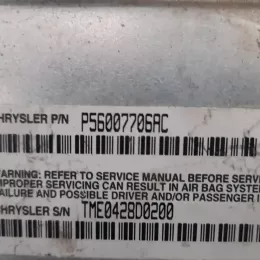 HRYSLER P/N P56007706AC
WARNING: REFER TO SERVICE MANUAL BEFORE SERVI
MPROPER SERVICING CAN RESULT IN AIR BAG SYSTEM
FAILURE AND POSSIBLE DRIVER AND/OR PASSENGER I
HRYSLER S/N TME0428D0200